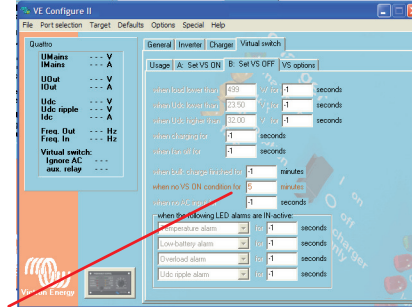 VE Configure II
File Port selection Target Defaults Options Special Help
Quattro
UMains --- V
IMains --- A
UOut --- V
IOut --- A
Udc --- V
Udc ripple --- V
Idc --- A
Freq. Out --- Hz
Freq. In --- Hz
Virtual switch:
Ignore AC ---
aux. relay ---
General Inverter Charger Virtual switch
Usage A: Set VS ON B: Set VS OFF VS options
when load lower than 499 W for -1 seconds
when Udc lower than 23.50 V for -1 seconds
when Udc higher than 32.00 V for -1 seconds
when charging for -1 seconds
when fan off for -1 seconds
when bulk charge finished for -1 minutes
when no VS ON condition for 5 minutes
when no AC input for -1 seconds
when the following LED alarms are IN-active:
Temperature alarm for -1 seconds
Low-battery alarm for -1 seconds
Overload alarm for -1 seconds
Udc ripple alarm for -1 seconds
on
off
charger
Energy